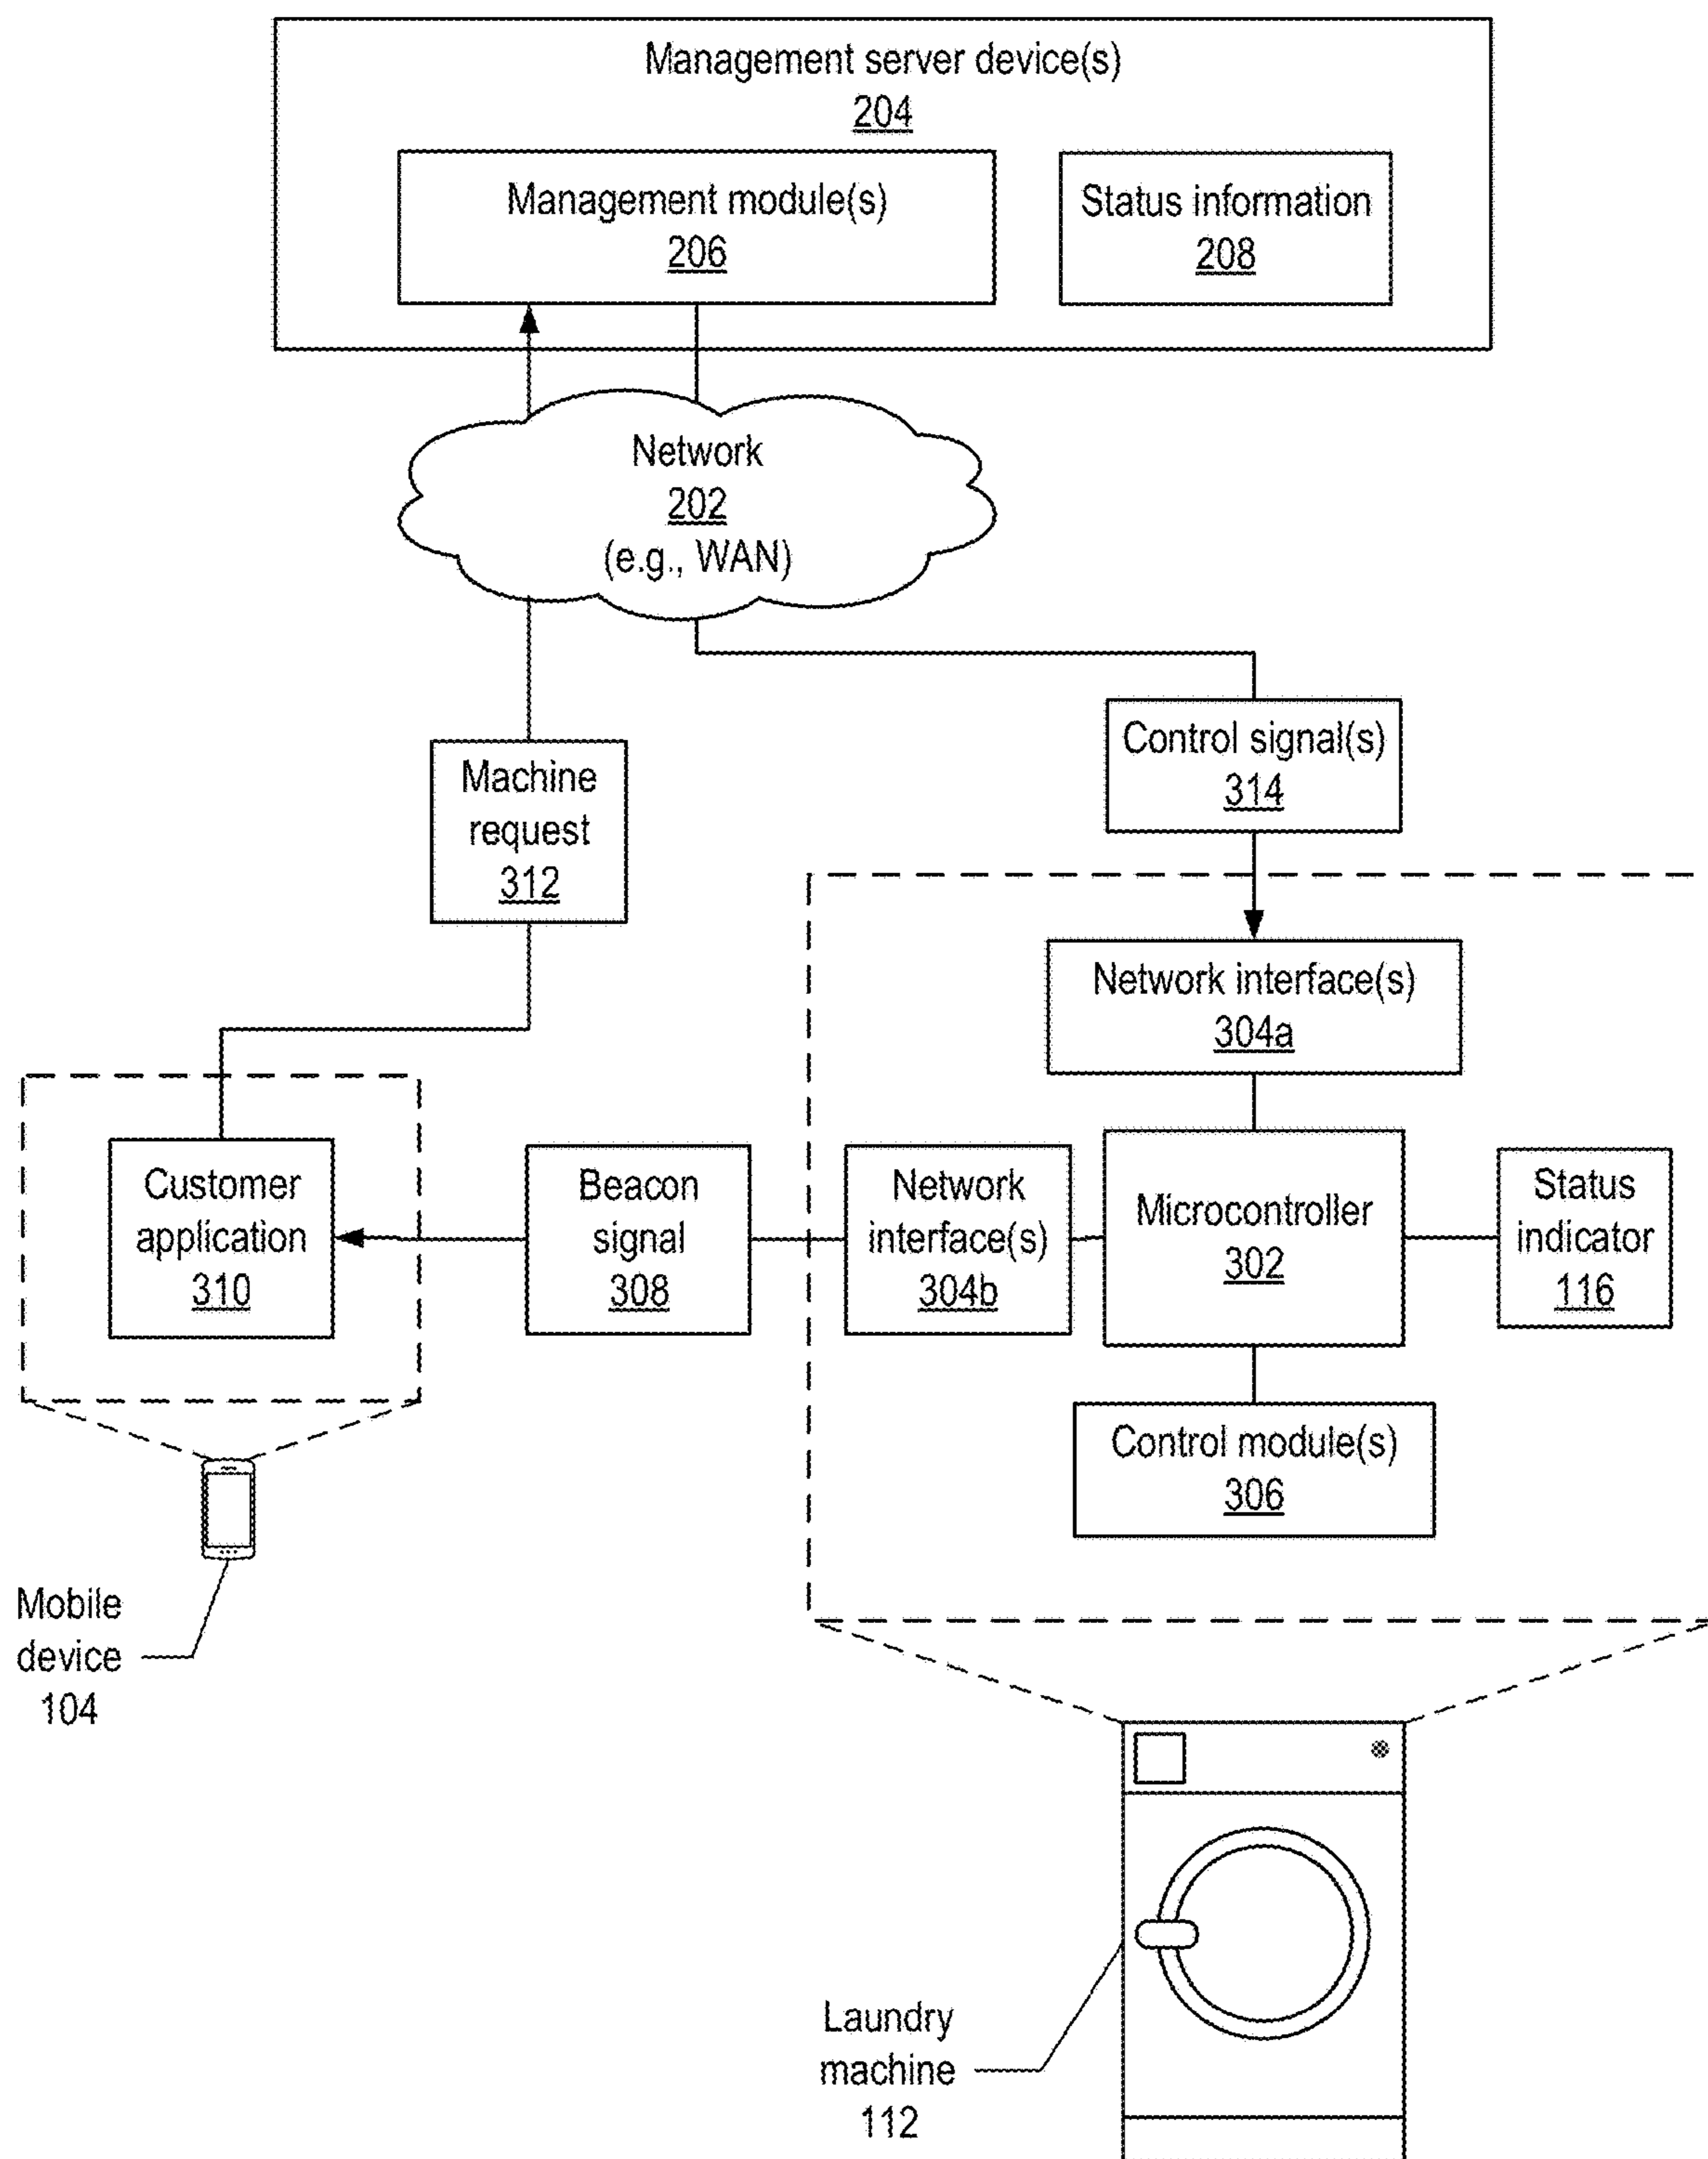 Management server device(s)
204
Management module(s)
206
Status information
208
Network
202
(e.g., WAN)
Machine
request
312
Control signal(s)
314
Network interface(s)
304a
Customer
application
310
Beacon
signal
308
Network
interface(s)
304b
Microcontroller
302
Status
indicator
116
Control module(s)
306
Mobile
device
104
Laundry
machine
112